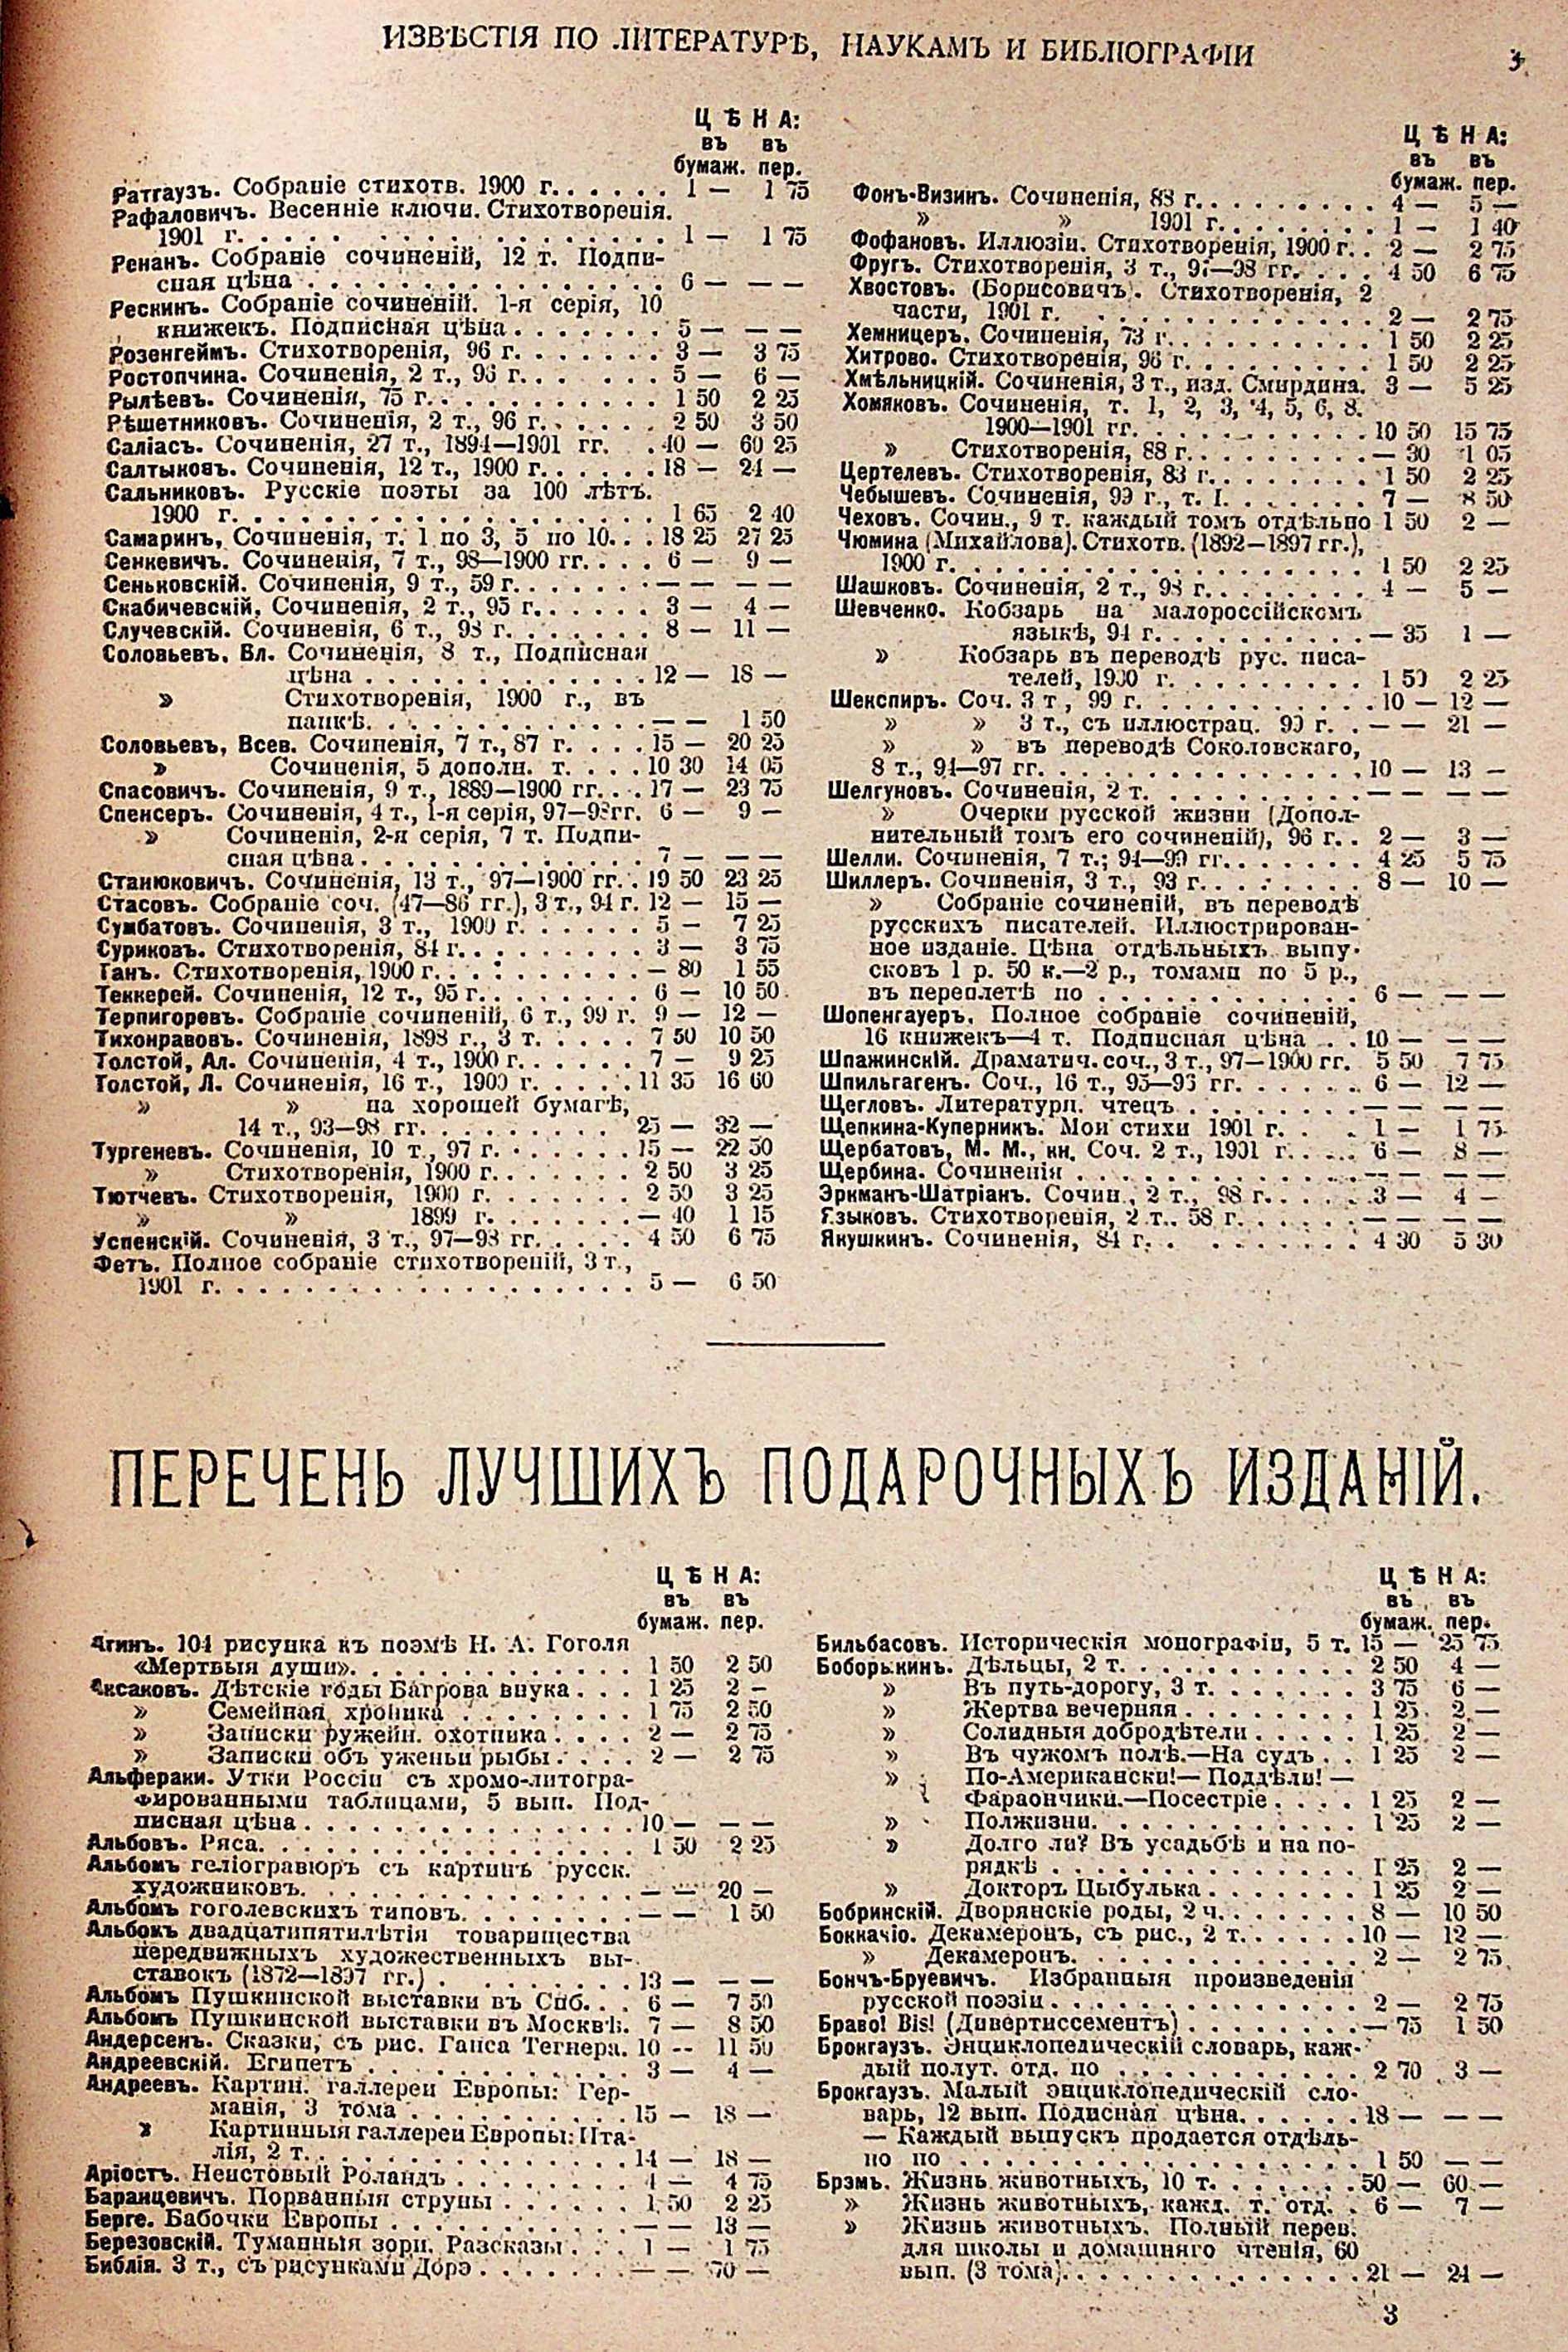 ИЗВѢСТІЯ ПО ЛИТЕРАТУРѢ, НАУКАМЪ И БИБЛІОГРАФІИ
ЦѢНА:
въ въ
бумаж. пер.
Ратгаузъ. Собраніе стихотв. 1900 г. . . . . . 1 — 1 75
Рафаловичъ. Весенніе ключи. Стихотворенія.
1901 г. . . . . . . . . . . . . . . . . . . 1 — 1 75
Ренанъ. Собраніе сочиненій, 12 т. Подпи-
сная цѣна . . . . . . . . . . . . . . . . 6 — — —
Рескинъ. Собраніе сочиненій. 1-я серія, 10
книжекъ. Подписная цѣна . . . . . . . 5 — — —
Розенгеймъ. Стихотворенія, 96 г. . . . . . . 3 — 3 75
Ростопчина. Сочиненія, 2 т., 90 г. . . . . . 5 — 6 —
Рылѣевъ. Сочиненія, 75 г. . . . . . . . . . . 1 50 2 25
Рѣшетниковъ. Сочиненія, 2 т., 96 г. . . . . . 2 50 3 50
Саліасъ. Сочиненія, 27 т., 1894—1901 гг. . 40 — 60 25
Салтыковъ. Сочиненія, 12 т., 1900 г. . . . . . 18 — 24 —
Сальниковъ. Русскіе поэты за 100 лѣтъ.
1900 г. . . . . . . . . . . . . . . . . . . 1 65 2 40
Самаринъ, Сочиненія, т. 1 по 3, 5 по 10. . . 18 25 27 25
Сенкевичъ. Сочиненія, 7 т., 98—1900 гг. . . . 6 — 9 —
Сеньковскій. Сочиненія, 9 т., 59 г. . . . . . — — — —
Скабичевскій. Сочиненія, 2 т., 95 г. . . . . . 3 — 4 —
Случевскій. Сочиненія, 6 т., 98 г. . . . . . . 8 — 11 —
Соловьевъ, Вл. Сочиненія, 8 т., Подписная
цѣна . . . . . . . . . . . . . 12 — 18 —
» Стихотворенія, 1900 г., въ
папкѣ. . . . . . . . . . . . . — — 1 50
Соловьевъ, Всев. Сочиненія, 7 т., 87 г. . . . 15 — 20 25
» Сочиненія, 5 дополн. т. . . . 10 30 14 05
Спасовичъ. Сочиненія, 9 т., 1889—1900 гг. . . 17 — 23 75
Спенсеръ. Сочиненія, 4 т., 1-я серія, 97—98гг. 6 — 9 —
» Сочиненія, 2-я серія, 7 т. Подпи-
сная цѣна . . . . . . . . . . . . . 7 — — —
Станюковичъ. Сочиненія, 13 т., 97—1900 гг. . 19 50 23 25
Стасовъ. Собраніе соч. (47—86 гг.), 3 т., 94 г. 12 — 15 —
Сумбатовъ. Сочиненія, 3 т., 1900 г. . . . . . 5 — 7 25
Суриковъ. Стихотворенія, 84 г. . . . . . . . . 3 — 3 75
Танъ. Стихотворенія, 1900 г. . . . . . . . . — 80 1 55
Теккерей. Сочиненія, 12 т., 95 г. . . . . . . . 6 — 10 50
Терпигоревъ. Собраніе сочиненій, 6 т., 99 г. 9 — 12 —
Тихонравовъ. Сочиненія, 1898 г., 3 т. . . . . 7 50 10 50
Толстой, Ал. Сочиненія, 4 т., 1900 г. . . . . . 7 — 9 25
Толстой, Л. Сочиненія, 16 т., 1900 г. . . . . 11 35 16 60
» » на хорошей бумагѣ,
14 т., 93—98 гг. . . . . . . . . . 25 — 32 —
Тургеневъ. Сочиненія, 10 т., 97 г. . . . . . . 15 — 22 50
» Стихотворенія, 1900 г. . . . . . . 2 50 3 25
Тютчевъ. Стихотворенія, 1900 г. . . . . . . . 2 50 3 25
» » 1899 г. . . . . . . . — 40 1 15
Успенскій. Сочиненія, 3 т., 97—98 гг. . . . . 4 50 6 75
Фетъ. Полное собраніе стихотвореній, 3 т.,
1901 г. . . . . . . . . . . . . . . . . . . 5 — 6 50
ЦѢНА:
въ въ
бумаж. пер.
Фонъ-Визинъ. Сочиненія, 88 г. . . . . . . . . 4 — 5 —
» » 1901 г. . . . . . . . 1 — 1 40
Фофановъ. Иллюзіи. Стихотворенія, 1900 г. . 2 — 2 75
Фругъ. Стихотворенія, 3 т., 97—98 гг. . . . 4 50 6 75
Хвостовъ. (Борисовичъ). Стихотворенія, 2
части, 1901 г. . . . . . . . . . . . . . . 2 — 2 75
Хемницеръ. Сочиненія, 73 г. . . . . . . . . . 1 50 2 25
Хитрово. Стихотворенія, 96 г. . . . . . . . . 1 50 2 25
Хмѣльницкій. Сочиненія, 3 т., изд. Смирдина. 3 — 5 25
Хомяковъ. Сочиненія, т. 1, 2, 3, 4, 5, 6, 8.
1900—1901 гг. . . . . . . . . . . 10 50 15 75
» Стихотворенія, 88 г. . . . . . . . . — 30 1 05
Цертелевъ. Стихотворенія, 83 г. . . . . . . . 1 50 2 25
Чебышевъ. Сочиненія, 99 г., т. I. . . . . . . 7 — 8 50
Чеховъ. Сочин., 9 т. каждый томъ отдѣльно 1 50 2 —
Чюмина (Михайлова). Стихотв. (1892—1897 гг.),
1900 г. . . . . . . . . . . . . . . . . . . 1 50 2 25
Шашковъ. Сочиненія, 2 т., 98 г. . . . . . . . 4 — 5 —
Шевченко. Кобзарь на малороссійскомъ
языкѣ, 94 г. . . . . . . . . . . — 35 1 —
» Кобзарь въ переводѣ рус. писа-
телей, 1900 г. . . . . . . . . . 1 50 2 25
Шекспиръ. Соч. 3 т., 99 г. . . . . . . . . . . 10 — 12 —
» » 3 т., съ иллюстрац. 99 г. . — — 21 —
» » въ переводѣ Соколовскаго,
8 т., 94—97 гг. . . . . . . . . . . . . . . 10 — 13 —
Шелгуновъ. Сочиненія, 2 т. . . . . . . . . . — — — —
» Очерки русской жизни (Допол-
нительный томъ его сочиненій), 96 г. . 2 — 3 —
Шелли. Сочиненія, 7 т.; 94—99 гг. . . . . . . 4 25 5 75
Шиллеръ. Сочиненія, 3 т., 93 г. . . . . . . . 8 — 10 —
» Собраніе сочиненій, въ переводѣ
русскихъ писателей. Иллюстрирован-
ное изданіе. Цѣна отдѣльныхъ выпу-
сковъ 1 р. 50 к.—2 р., томами по 5 р.,
въ переплетѣ по . . . . . . . . . . . . . 6 — — —
Шопенгауеръ. Полное собраніе сочиненій,
16 книжекъ—4 т. Подписная цѣна . . 10 — — —
Шпажинскій. Драматич. соч., 3 т., 97—1900 гг. 5 50 7 75
Шпильгагенъ. Соч., 16 т., 95—96 гг. . . . . . 6 — 12 —
Щегловъ. Литературн. чтецъ . . . . . . . . — — — —
Щепкина-Куперникъ. Мои стихи 1901 г. . . . 1 — 1 75
Щербатовъ, М. М., кн. Соч. 2 т., 1901 г. . . . 6 — 8 —
Щербина. Сочиненія . . . . . . . . . . . . . — — — —
Эркманъ-Шатріанъ. Сочин., 2 т., 98 г. . . . . 3 — 4 —
Языковъ. Стихотворенія, 2 т.. 58 г. . . . . . — — — —
Якушкинъ. Сочиненія, 84 г. . . . . . . . . . 4 30 5 30
ПЕРЕЧЕНЬ ЛУЧШИХЪ ПОДАРОЧНЫХЪ ИЗДАНІЙ.
ЦѢНА:
въ въ
бумаж. пер.
Агинъ. 104 рисунка къ поэмѣ Н. А. Гоголя
«Мертвыя души». . . . . . . . . . . . . 1 50 2 50
Аксаковъ. Дѣтскіе годы Багрова внука . . . 1 25 2 —
» Семейная хроника . . . . . . . . 1 75 2 50
» Записки ружейн. охотника . . . . 2 — 2 75
» Записки объ уженьи рыбы . . . . 2 — 2 75
Альфераки. Утки Россіи съ хромо-литогра-
фированными таблицами, 5 вып. Под-
писная цѣна . . . . . . . . . . . . . . . 10 — — —
Альбовъ. Ряса. . . . . . . . . . . . . . . . . 1 50 2 25
Альбомъ геліогравюръ съ картинъ русск.
художниковъ. . . . . . . . . . . . . . . — — 20 —
Альбомъ гоголевскихъ типовъ. . . . . . . . — — 1 50
Альбомъ двадцатипятилѣтія товарищества
передвижныхъ художественныхъ вы-
ставокъ (1872—1897 гг.) . . . . . . . . . 13 — — —
Альбомъ Пушкинской выставки въ Спб. . . 6 — 7 50
Альбомъ Пушкинской выставки въ Москвѣ. 7 — 8 50
Андерсенъ. Сказки, съ рис. Ганса Тегнера. 10 — 11 50
Андреевскій. Египетъ . . . . . . . . . . . . 3 — 4 —
Андреевъ. Картин. галлереи Европы: Гер-
манія, 3 тома . . . . . . . . . . 15 — 18 —
» Картинныя галлереи Европы: Ита-
лія, 2 т. . . . . . . . . . . . . . . 14 — 18 —
Аріостъ. Неистовый Роландъ . . . . . . . . 4 — 4 75
Баранцевичъ. Порванныя струны . . . . . . 1 50 2 25
Берге. Бабочки Европы . . . . . . . . . . . — — 13 —
Березовскій. Туманныя зори. Разсказы . . . 1 — 1 75
Библія. 3 т., съ рисунками Дорэ . . . . . . . — — 70 —
ЦѢНА:
въ въ
бумаж. пер.
Бильбасовъ. Историческія монографіи, 5 т. 15 — 25 75
Боборыкинъ. Дѣльцы, 2 т. . . . . . . . . . . 2 50 4 —
» Въ путь-дорогу, 3 т. . . . . . . 3 75 6 —
» Жертва вечерняя . . . . . . . . 1 25 2 —
» Солидныя добродѣтели . . . . . 1 25 2 —
» Въ чужомъ полѣ.—На судъ . . 1 25 2 —
» По-Американски!— Поддѣли! —
Фараончики.—Посестріе . . . . 1 25 2 —
» Полжизни. . . . . . . . . . . . 1 25 2 —
» Долго ли? Въ усадьбѣ и на по-
рядкѣ . . . . . . . . . . . . . . 1 25 2 —
» Докторъ Цыбулька . . . . . . . 1 25 2 —
Бобринскій. Дворянскіе роды, 2 ч. . . . . . . 8 — 10 50
Боккачіо. Декамеронъ, съ рис., 2 т. . . . . . 10 — 12 —
» Декамеронъ. . . . . . . . . . . . . 2 — 2 75
Бончъ-Бруевичъ. Избранныя произведенія
русской поэзіи . . . . . . . . . . . . . . 2 — 2 75
Браво! Bis! (Дивертиссементъ) . . . . . . . . — 75 1 50
Брокгаузъ. Энциклопедическій словарь, каж-
дый полут. отд. по . . . . . . . . . . . 2 70 3 —
Брокгаузъ. Малый энциклопедическій сло-
варь, 12 вып. Подисная цѣна. . . . . . 18 — — —
— Каждый выпускъ продается отдѣль-
но по . . . . . . . . . . . . . . . . . . . 1 50 — —
Брэмъ. Жизнь животныхъ, 10 т. . . . . . . 50 — 60 —
» Жизнь животныхъ, кажд. т. отд. . 6 — 7 —
» Жизнь животныхъ. Полный перев.
для школы и домашняго чтенія, 60
вып. (3 тома). . . . . . . . . . . . . . 21 — 24 —
3